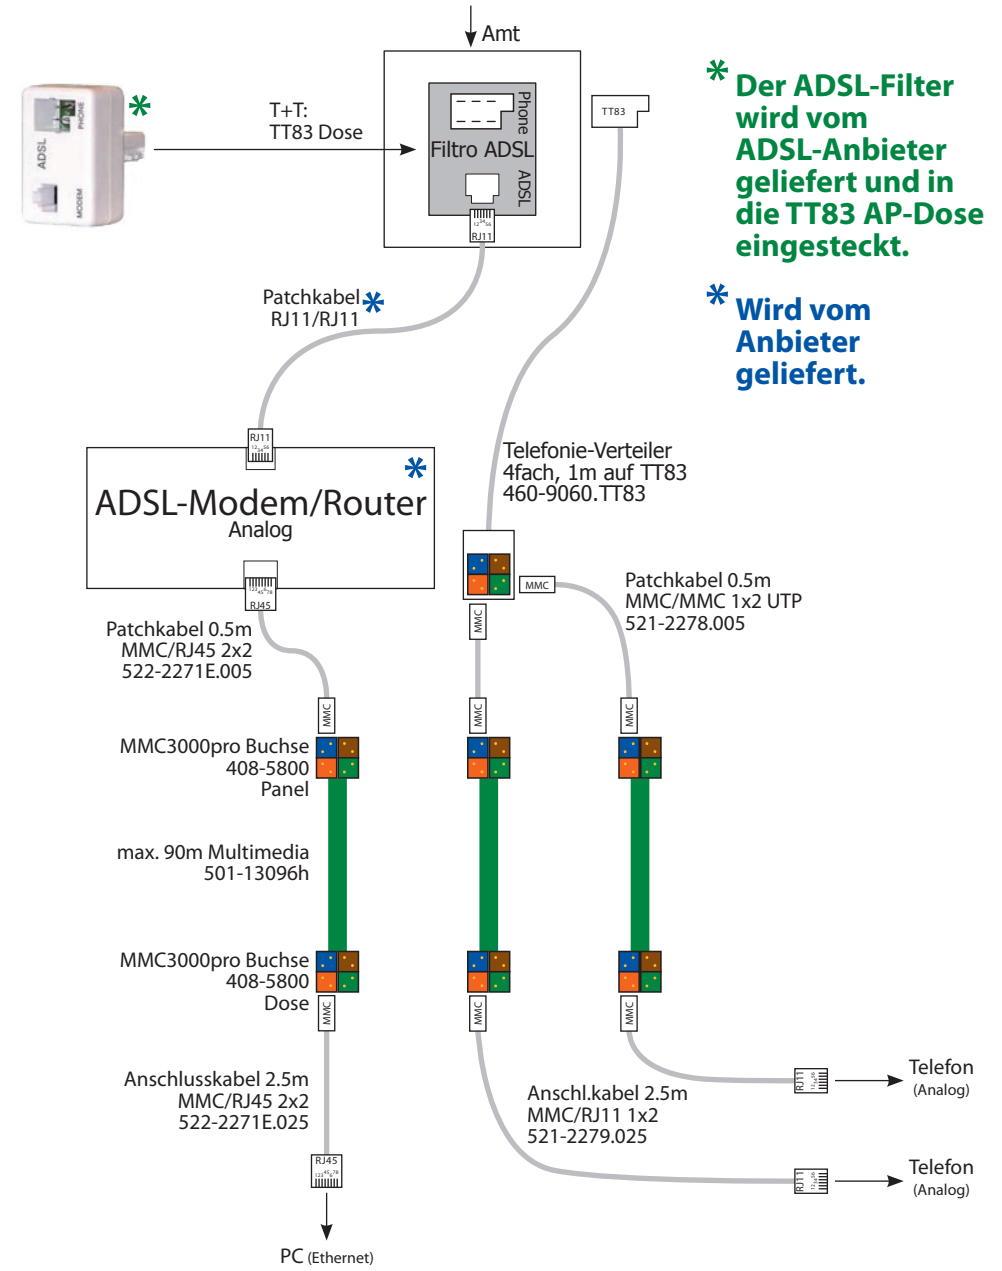 Amt
T+T:
TT83 Dose
ADSL
PHONE
MODEM
Phone
Filtro ADSL
ADSL
RJ11
TT83
* Der ADSL-Filter
wird vom
ADSL-Anbieter
geliefert und in
die TT83 AP-Dose
eingesteckt.
* Wird vom
Anbieter
geliefert.
Patchkabel *
RJ11/RJ11
RJ11
*
ADSL-Modem/Router
Analog
RJ45
Telefonie-Verteiler
4fach, 1m auf TT83
460-9060.TT83
MMC
MMC
Patchkabel 0.5m
MMC/MMC 1x2 UTP
521-2278.005
Patchkabel 0.5m
MMC/RJ45 2x2
522-2271E.005
MMC
MMC
MMC
MMC3000pro Buchse
408-5800
Panel
max. 90m Multimedia
501-13096h
MMC3000pro Buchse
408-5800
Dose
MMC
MMC
MMC
Anschlusskabel 2.5m
MMC/RJ45 2x2
522-2271E.025
Anschl.kabel 2.5m
MMC/RJ11 1x2
521-2279.025
RJ11
Telefon
(Analog)
RJ11
Telefon
(Analog)
RJ45
PC (Ethernet)